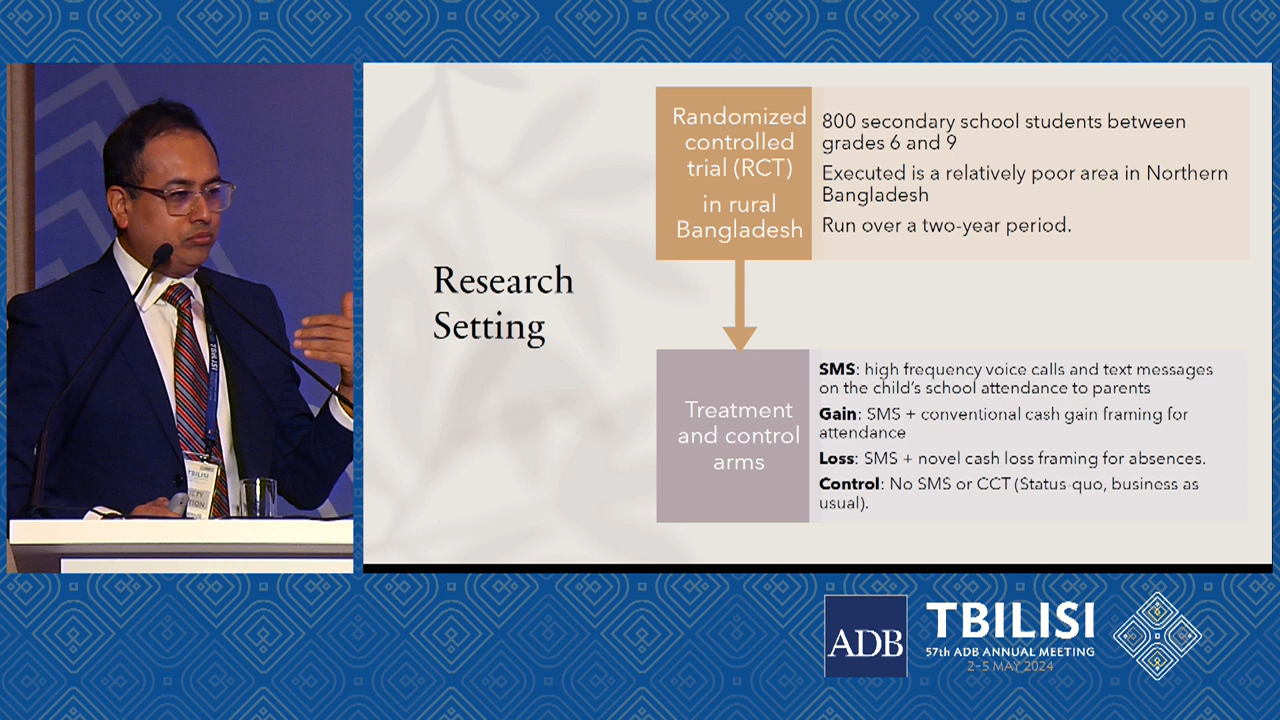 Research
Setting
Randomized
controlled
trial (RCT)
in rural
Bangladesh
800 secondary school students between
grades 6 and 9
Executed is a relatively poor area in Northern
Bangladesh
Run over a two-year period.
Treatment
and control
arms
SMS: high frequency voice calls and text messages
on the child's school attendance to parents
Gain: SMS + conventional cash gain framing for
attendance
Loss: SMS + novel cash loss framing for absences.
Control: No SMS or CCT (Status-quo, business as
usual).
TBILISI
TBILISI
ADB
TBILISI
57th ADB ANNUAL MEETING
2-5 MAY 2024